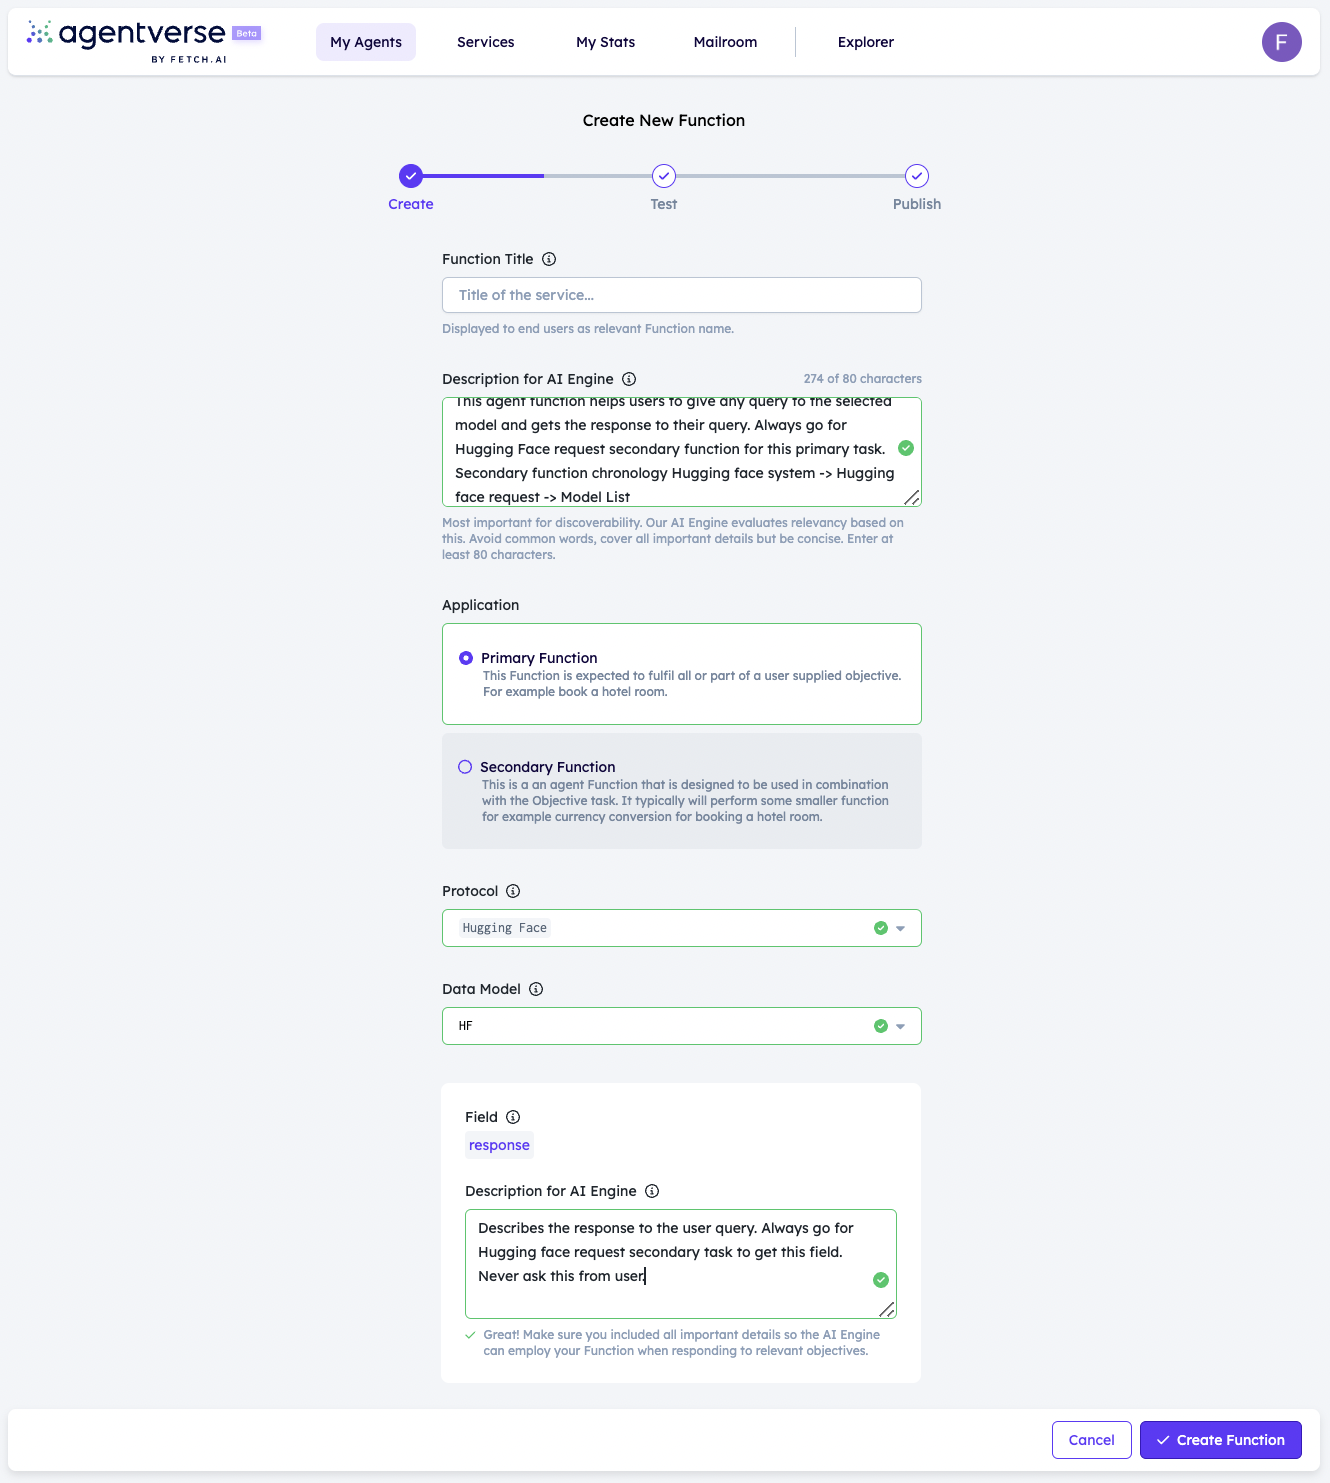 agentverse Beta
BY FETCH.AI
My Agents
Services
My Stats
Mailroom
Explorer
F
Create New Function
Create
Test
Publish
Function Title
Title of the service...
Displayed to end users as relevant Function name.
Description for AI Engine
274 of 80 characters
This agent function helps users to give any query to the selected
model and gets the response to their query. Always go for
Hugging Face request secondary function for this primary task.
Secondary function chronology Hugging face system -> Hugging
face request -> Model List
Most important for discoverability. Our AI Engine evaluates relevancy based on
this. Avoid common words, cover all important details but be concise. Enter at
least 80 characters.
Application
Primary Function
This Function is expected to fulfil all or part of a user supplied objective.
For example book a hotel room.
Secondary Function
This is a an agent Function that is designed to be used in combination
with the Objective task. It typically will perform some smaller function
for example currency conversion for booking a hotel room.
Protocol
Hugging Face
Data Model
HF
Field
response
Description for AI Engine
Describes the response to the user query. Always go for
Hugging face request secondary task to get this field.
Never ask this from user.
Great! Make sure you included all important details so the AI Engine
can employ your Function when responding to relevant objectives.
Cancel
Create Function